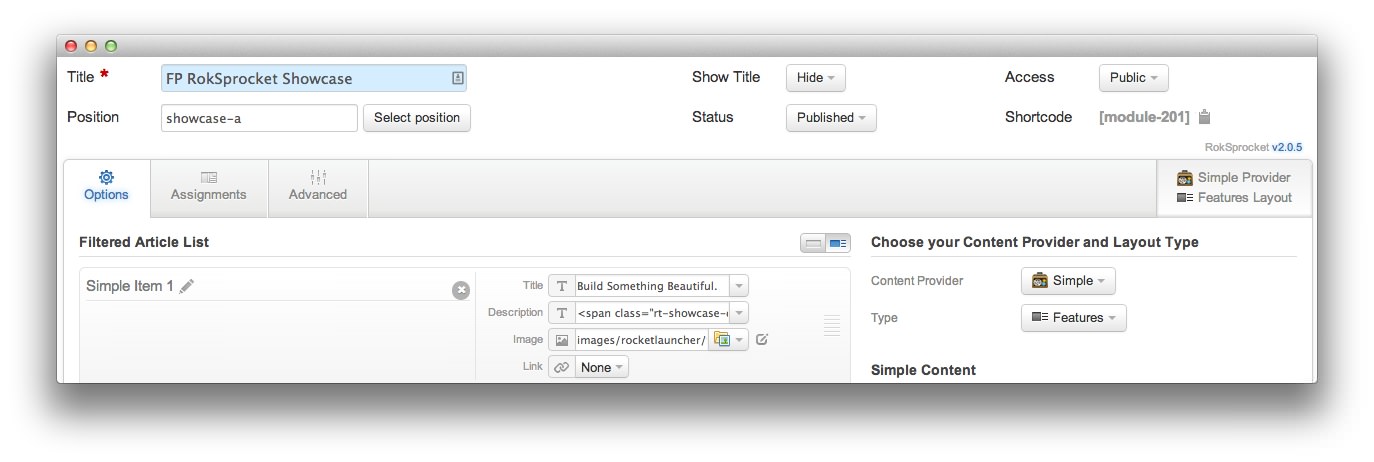 Title * FP RokSprocket Showcase Show Title Hide Access Public
Position showcase-a Select position Status Published Shortcode [module-201]
RokSprocket v2.0.5
Options Assignments Advanced Simple Provider
Features Layout
Filtered Article List Choose your Content Provider and Layout Type
Simple Item 1 Title T Build Something Beautiful. Content Provider Simple
Description T <span class="rt-showcase- Type Features
Image images/rocketlauncher/
Link None Simple Content